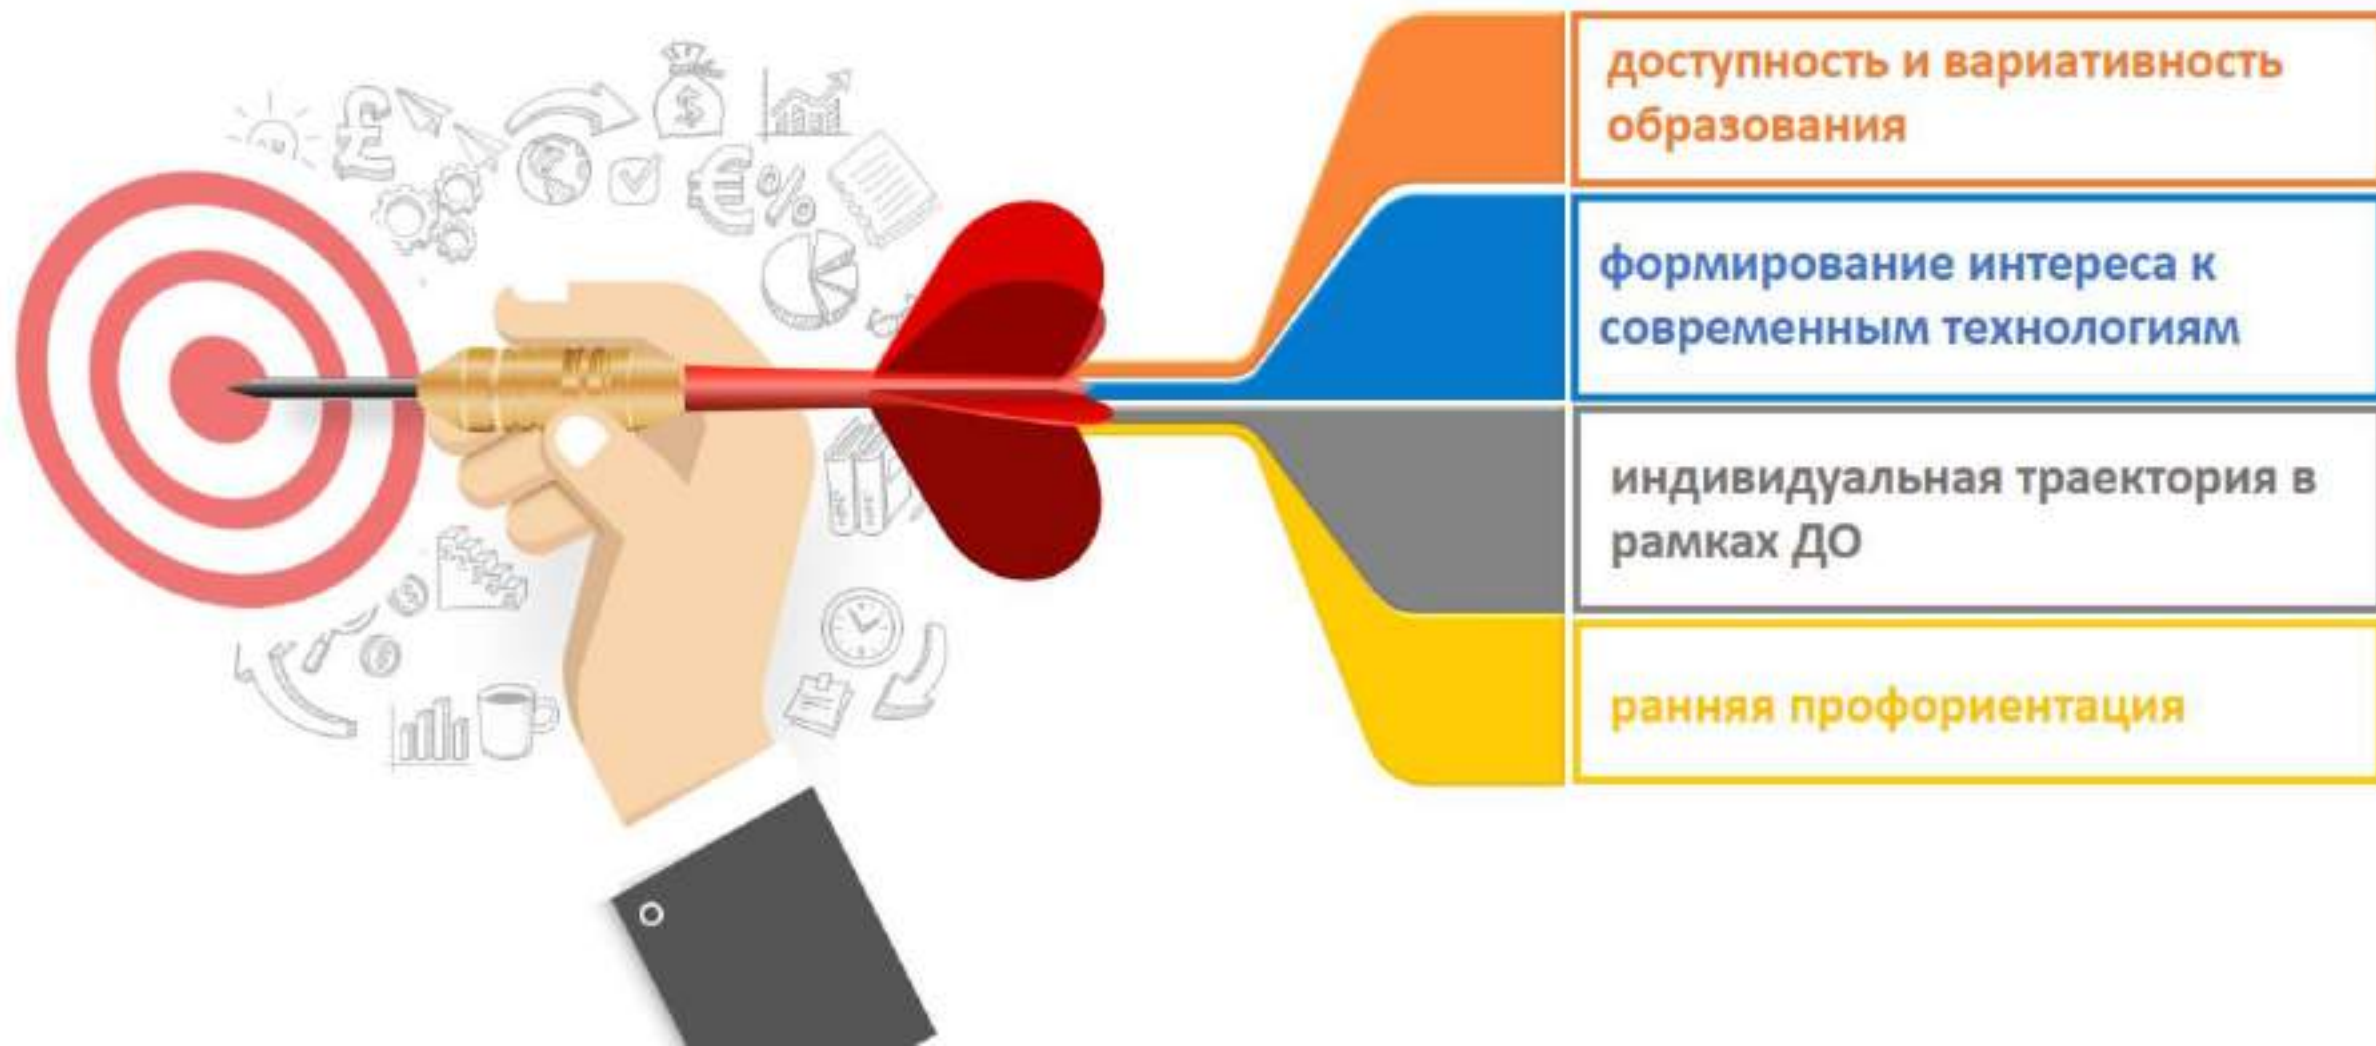 доступность и вариативность
образования
формирование интереса к
современным технологиям
индивидуальная траектория в
рамках ДО
ранняя профориентация